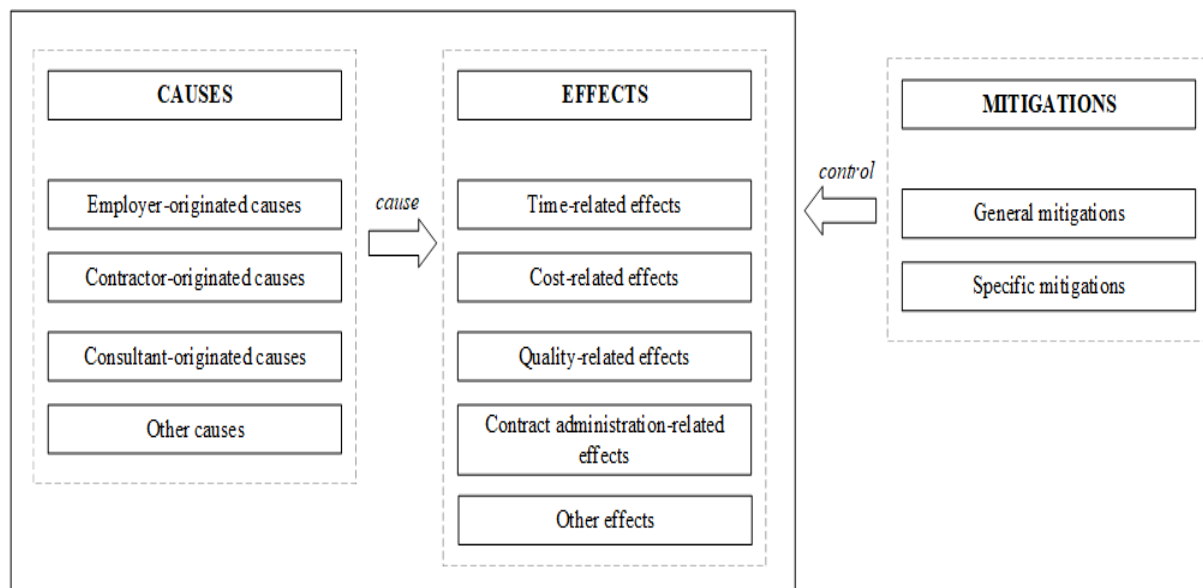 CAUSES
Employer-originated causes
Contractor-originated causes
Consultant-originated causes
Other causes
cause
EFFECTS
Time-related effects
Cost-related effects
Quality-related effects
Contract administration-related
effects
Other effects
control
MITIGATIONS
General mitigations
Specific mitigations